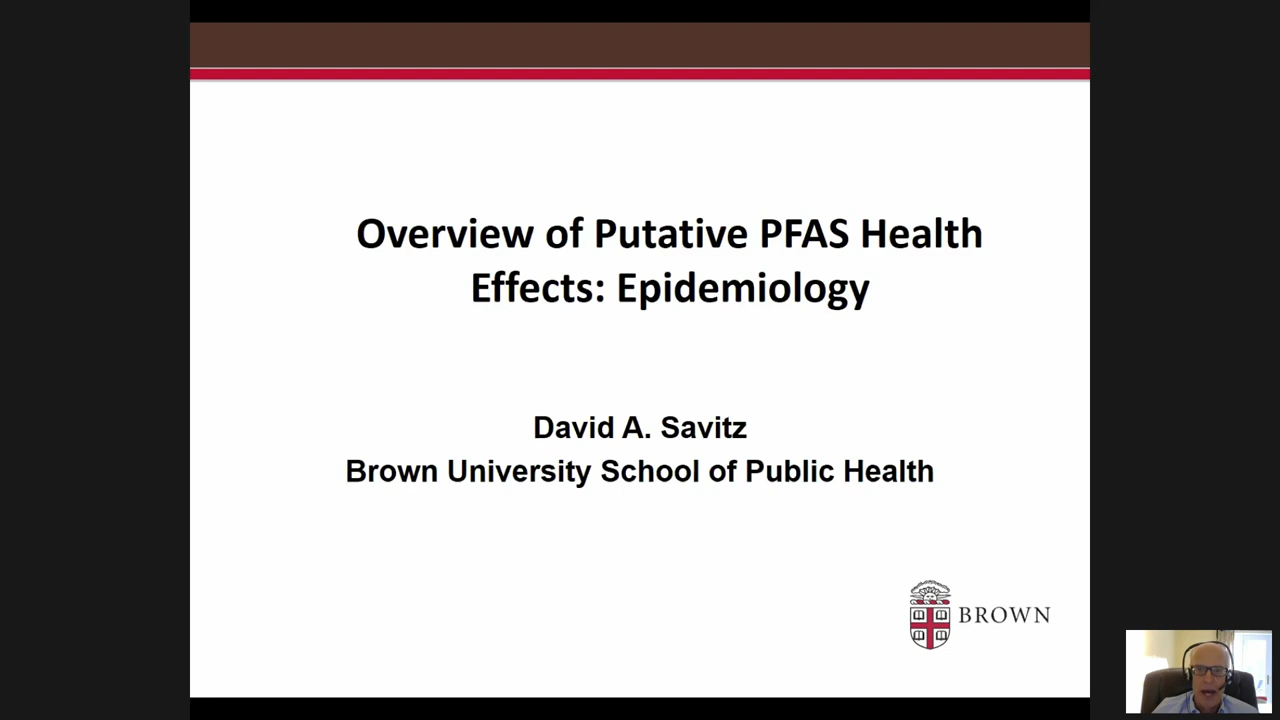 Overview of Putative PFAS Health
Effects: Epidemiology
David A. Savitz
Brown University School of Public Health
BROWN